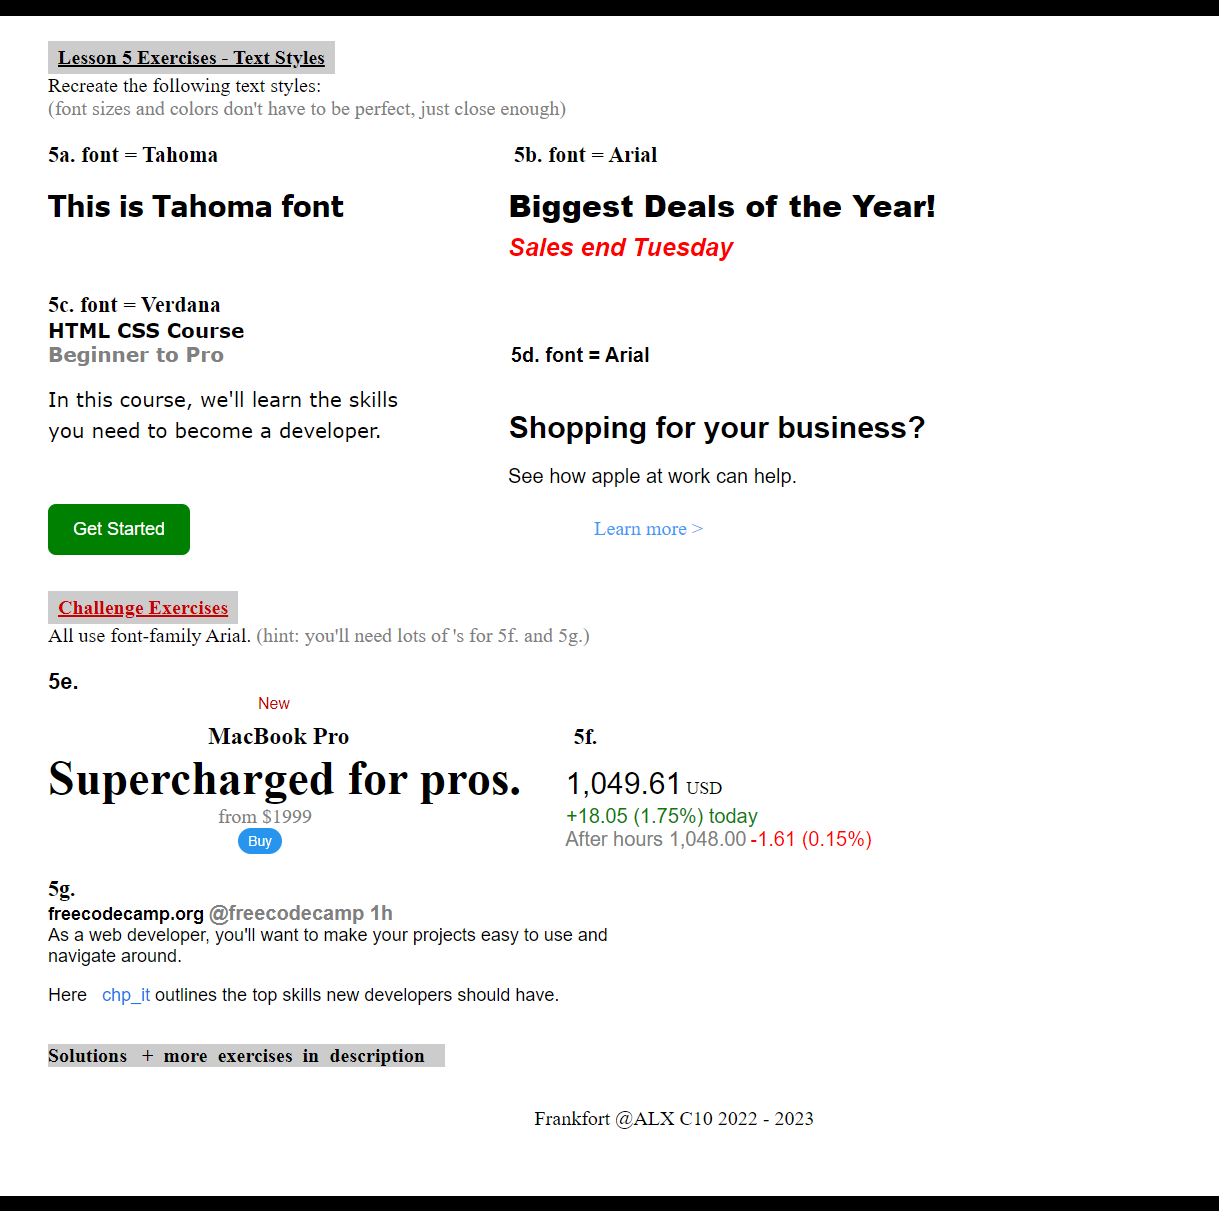 Lesson 5 Exercises - Text Styles
Recreate the following text styles:
(font sizes and colors don't have to be perfect, just close enough)
5a. font = Tahoma
5b. font = Arial
This is Tahoma font
Biggest Deals of the Year!
Sales end Tuesday
5c. font = Verdana
HTML CSS Course
Beginner to Pro
5d. font = Arial
In this course, we'll learn the skills
you need to become a developer.
Shopping for your business?
See how apple at work can help.
Get Started
Learn more >
Challenge Exercises
All use font-family Arial. (hint: you'll need lots of 's for 5f. and 5g.)
5e.
New
MacBook Pro
Supercharged for pros.
from $1999
Buy
5f.
1,049.61 USD
+18.05 (1.75%) today
After hours 1,048.00 -1.61 (0.15%)
5g.
freecodecamp.org @freecodecamp 1h
As a web developer, you'll want to make your projects easy to use and
navigate around.
Here chp_it outlines the top skills new developers should have.
Solutions + more exercises in description
Frankfort @ALX C10 2022 - 2023